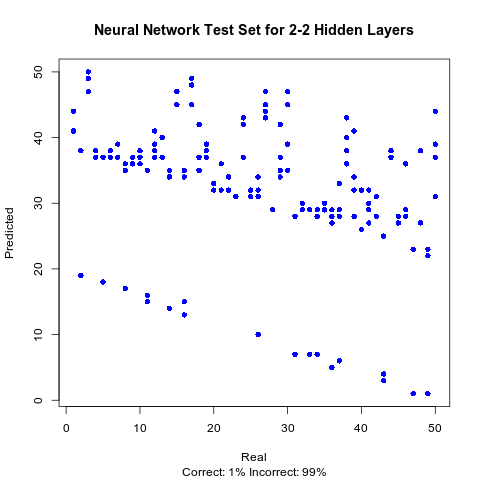 Neural Network Test Set for 2-2 Hidden Layers
Predicted
50
40
30
20
10
0
0 10 20 30 40 50
Real
Correct: 1% Incorrect: 99%